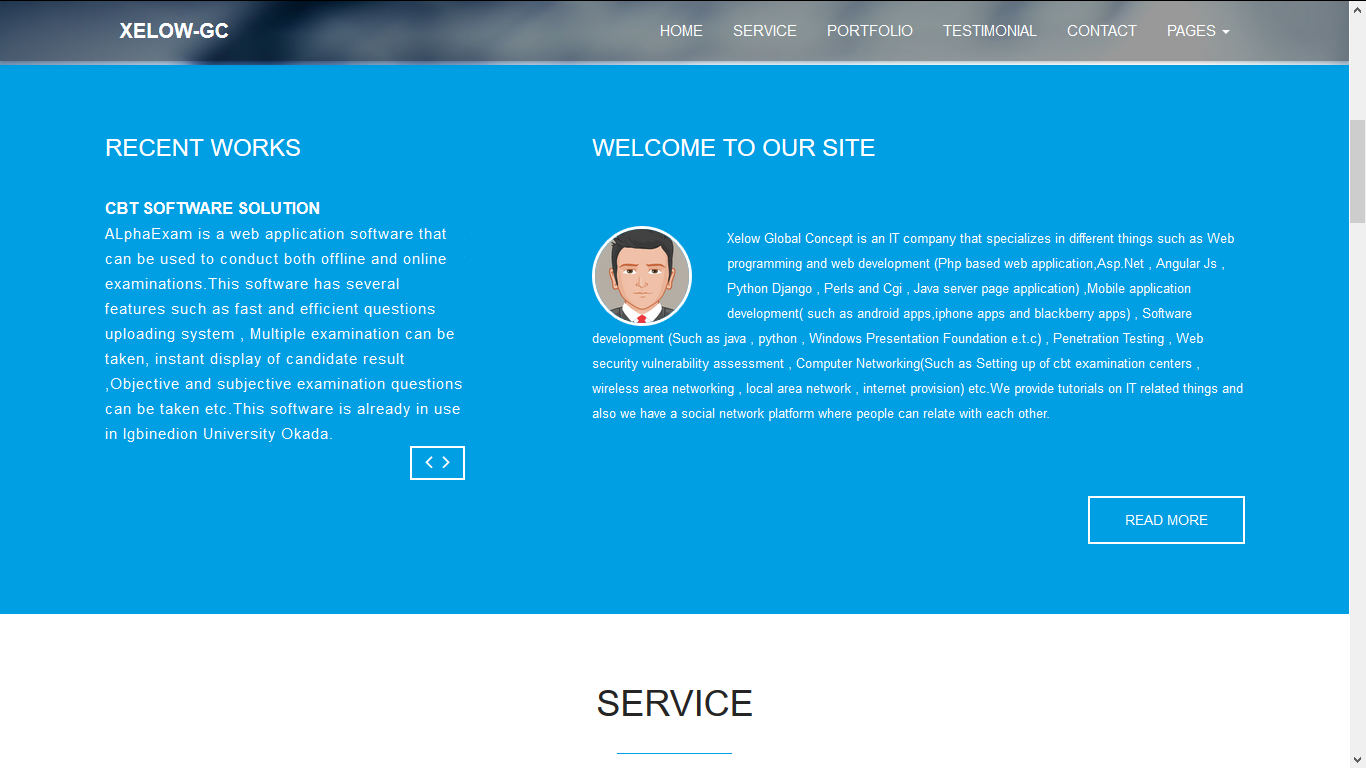 XELOW-GC
HOME SERVICE PORTFOLIO TESTIMONIAL CONTACT PAGES
RECENT WORKS
CBT SOFTWARE SOLUTION
ALphaExam is a web application software that
can be used to conduct both offline and online
examinations.This software has several
features such as fast and efficient questions
uploading system , Multiple examination can be
taken, instant display of candidate result
,Objective and subjective examination questions
can be taken etc.This software is already in use
in Igbinedion University Okada.
WELCOME TO OUR SITE
Xelow Global Concept is an IT company that specializes in different things such as Web
programming and web development (Php based web application,Asp.Net , Angular Js ,
Python Django , Perls and Cgi , Java server page application) ,Mobile application
development( such as android apps,iphone apps and blackberry apps) , Software
development (Such as java , python , Windows Presentation Foundation e.t.c) , Penetration Testing , Web
security vulnerability assessment , Computer Networking(Such as Setting up of cbt examination centers ,
wireless area networking , local area network , internet provision) etc.We provide tutorials on IT related things and
also we have a social network platform where people can relate with each other.
READ MORE
SERVICE